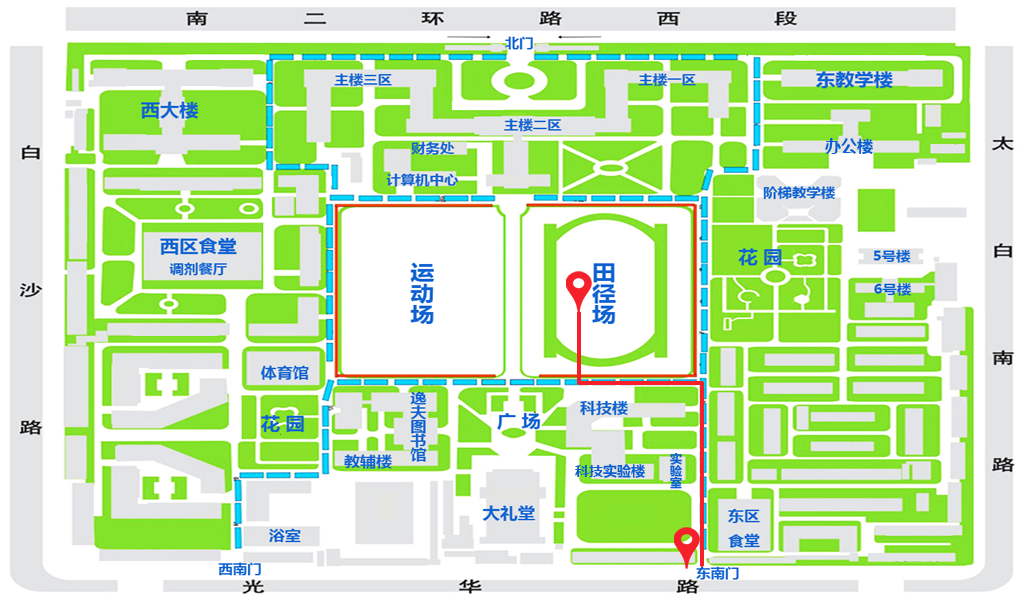 南二环路西段
北门
主楼三区
主楼一区
东教学楼
西大楼
主楼二区
财务处
办公楼
白沙路
太白南路
计算机中心
阶梯教学楼
西区食堂
调剂餐厅
运动场
田径场
花园
5号楼
6号楼
体育馆
花园
逸夫图书馆
广场
科技楼
教辅楼
科技实验楼
实验室
大礼堂
东区
食堂
浴室
西南门
东南门
光华路